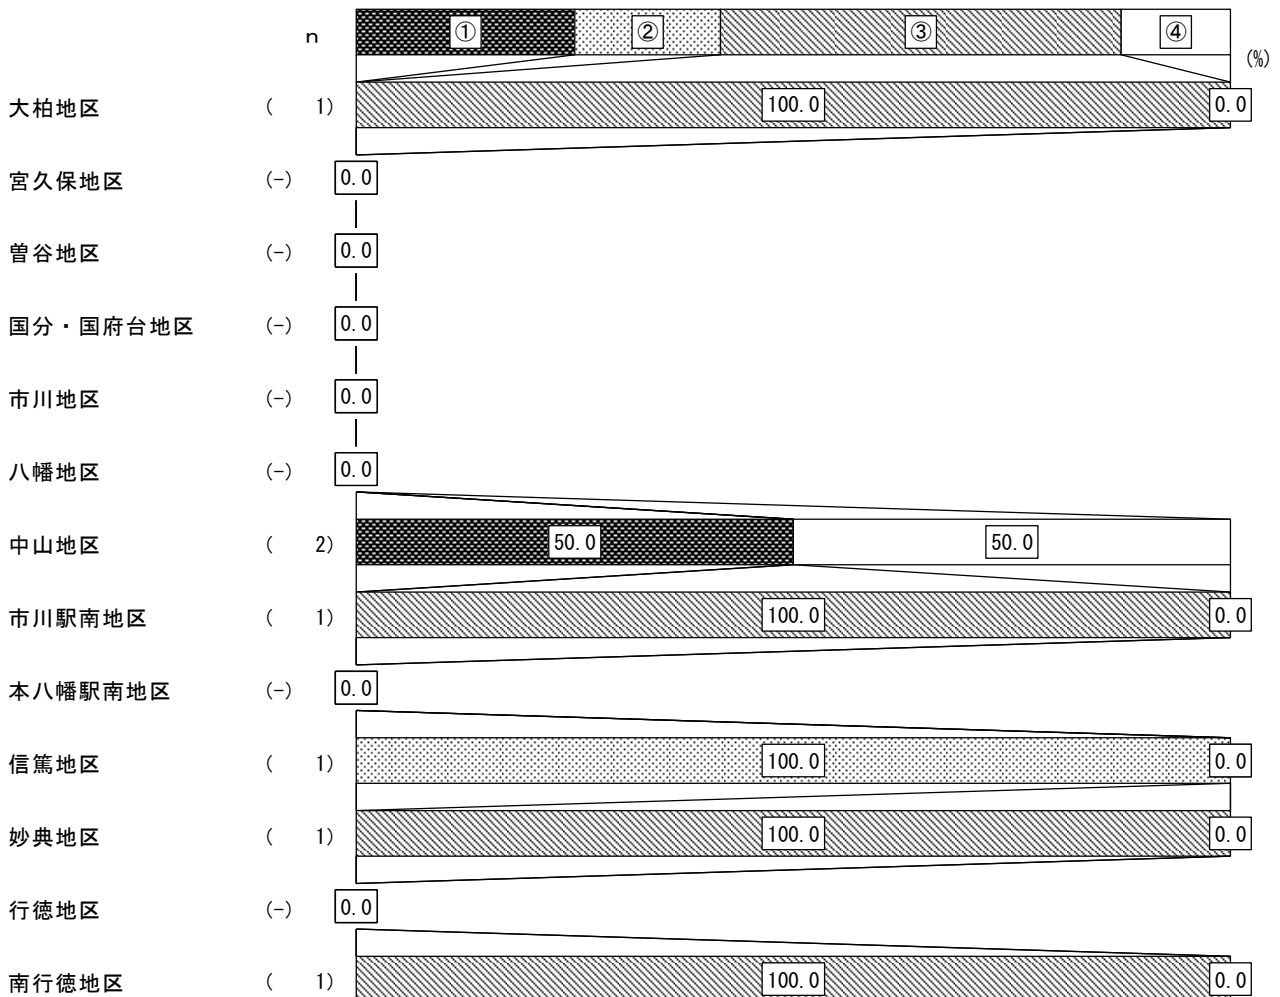 n ① ② ③ ④
(%)
大柏地区 ( 1) 100.0 0.0
宮久保地区 (-) 0.0
曽谷地区 (-) 0.0
国分・国府台地区 (-) 0.0
市川地区 (-) 0.0
八幡地区 (-) 0.0
中山地区 ( 2) 50.0 50.0
市川駅南地区 ( 1) 100.0 0.0
本八幡駅南地区 (-) 0.0
信篤地区 ( 1) 100.0 0.0
妙典地区 ( 1) 100.0 0.0
行徳地区 (-) 0.0
南行徳地区 ( 1) 100.0 0.0